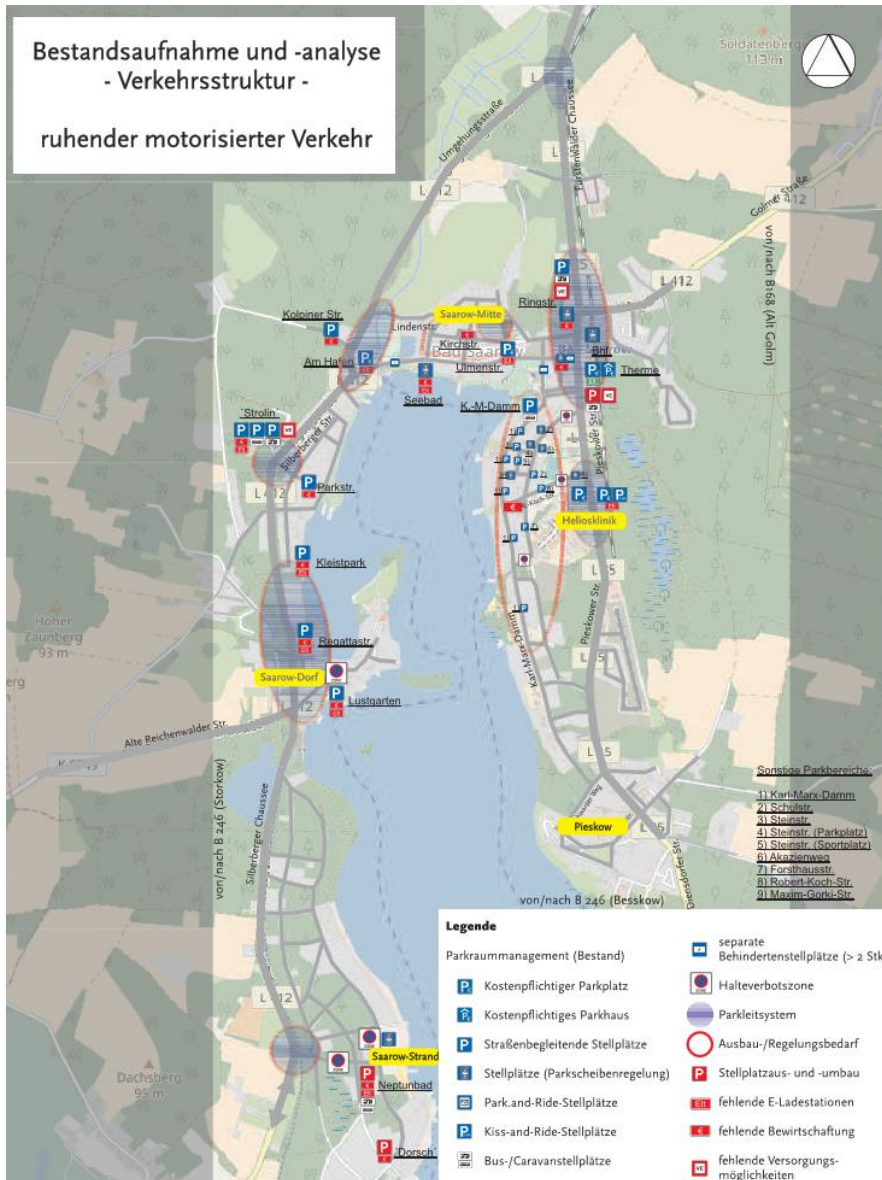 Bestandsaufnahme und -analyse
- Verkehrsstruktur -
ruhender motorisierter Verkehr
Soldatenberg
113 m
Umgehungsstraße
Fürstenwalder Chaussee
Golmer Straße
L 412
von/nach B168 (Alt Golm)
Ringstr.
Koloiner Str.
Saarow-Mitte
Lindenstr.
Kirchstr.
Bad Saarow
Am Hafen
Ulmenstr.
Bhf.
Therme
Seebad
K.-M-Damm
'Strolin'
Silberberger Str.
Pieskower Str.
Parkstr.
Heliosklinik
Kleistpark
Hoher
Zaunberg
93 m
Regattastr.
Saarow-Dorf
Karl-Marx-Damm
Pieskower Str.
Lustgarten
Alte Reichenwalder Str.
von/nach B 246 (Storkow)
Silberberger Chaussee
Pieskow
Diensdorfer Str.
von/nach B 246 (Besskow)
Sonstige Parkbereiche:
1) Karl-Marx-Damm
2) Schulstr.
3) Steinstr.
4) Steinstr. (Parkplatz)
5) Steinstr. (Sportplatz)
6) Akazienweg
7) Forsthausstr.
8) Robert-Koch-Str.
9) Maxim-Gorki-Str.
Dachsberg
95 m
Saarow-Strand
Neptunbad
'Dorsch'
Legende
Parkraummanagement (Bestand)
Kostenpflichtiger Parkplatz
Kostenpflichtiges Parkhaus
Straßenbegleitende Stellplätze
Stellplätze (Parkscheibenregelung)
Park.and-Ride-Stellplätze
Kiss-and-Ride-Stellplätze
Bus-/Caravanstellplätze
separate
Behindertenstellplätze (> 2 Stk
Halteverbotszone
Parkleitsystem
Ausbau-/Regelungsbedarf
Stellplatzaus- und -umbau
fehlende E-Ladestationen
fehlende Bewirtschaftung
fehlende Versorgungs-
möglichkeiten